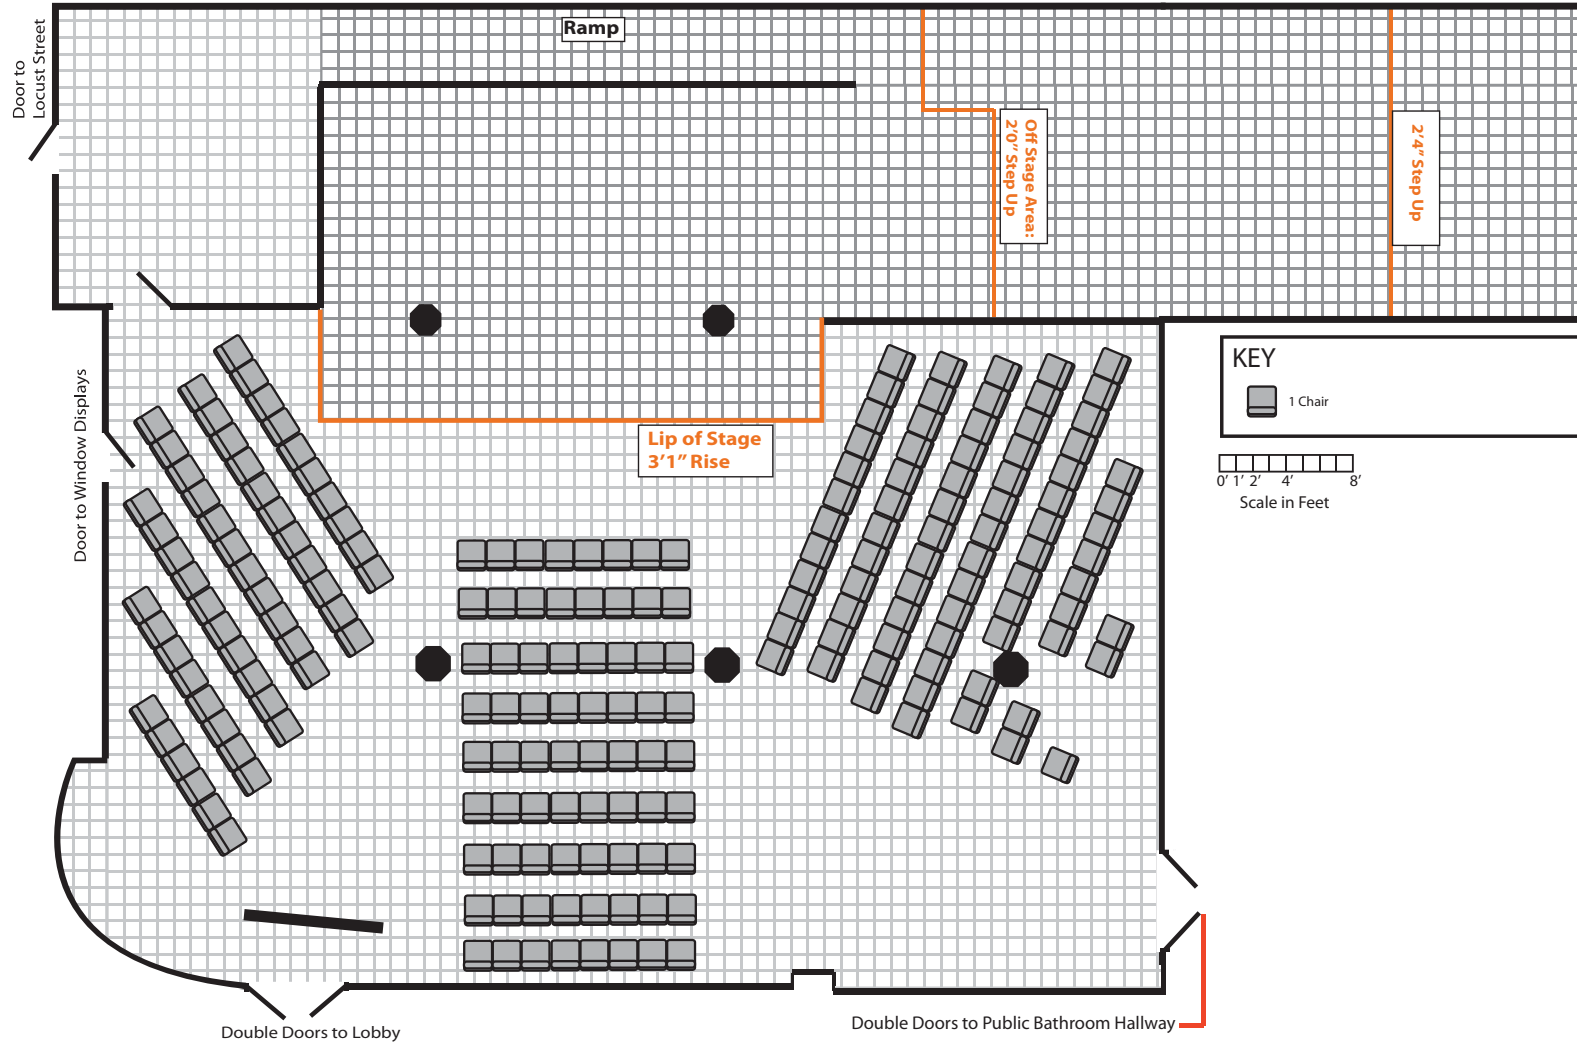 Ramp
Door to
Locust Street
Off Stage Area:
2'0" Step Up
2'4" Step Up
KEY
1 Chair
Door to Window Displays
Lip of Stage
3'1" Rise
0' 1' 2' 4' 8'
Scale in Feet
Double Doors to Public Bathroom Hallway
Double Doors to Lobby